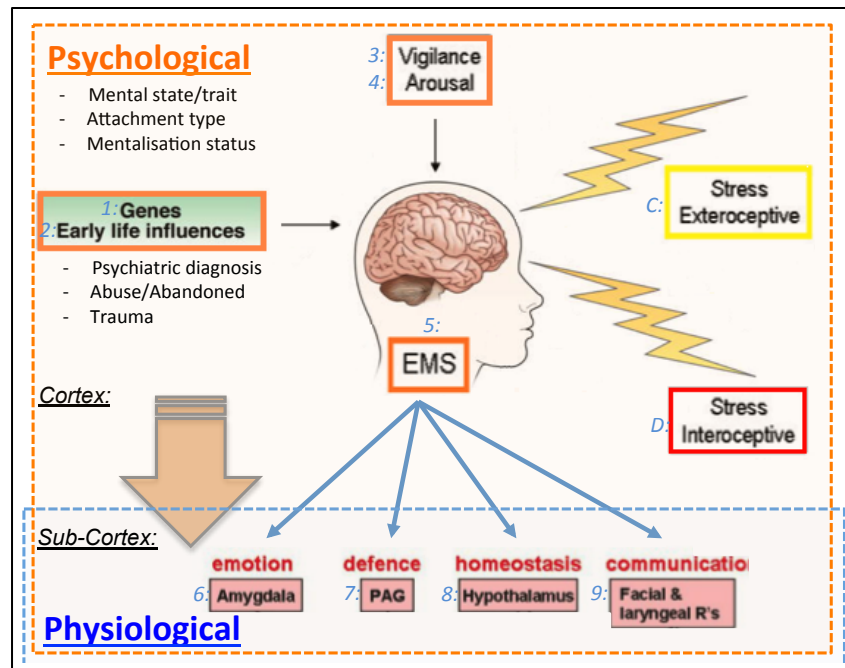 Psychological
- Mental state/trait
- Attachment type
- Mentalisation status
3: Vigilance
4: Arousal
1: Genes
2: Early life influences
- Psychiatric diagnosis
- Abuse/Abandoned
- Trauma
C: Stress
Exteroceptive
5:
EMS
D: Stress
Interoceptive
Cortex:
Sub-Cortex:
emotion defence homeostasis communicatio
6: Amygdala 7: PAG 8: Hypothalamus 9: Facial &
laryngeal R's
Physiological